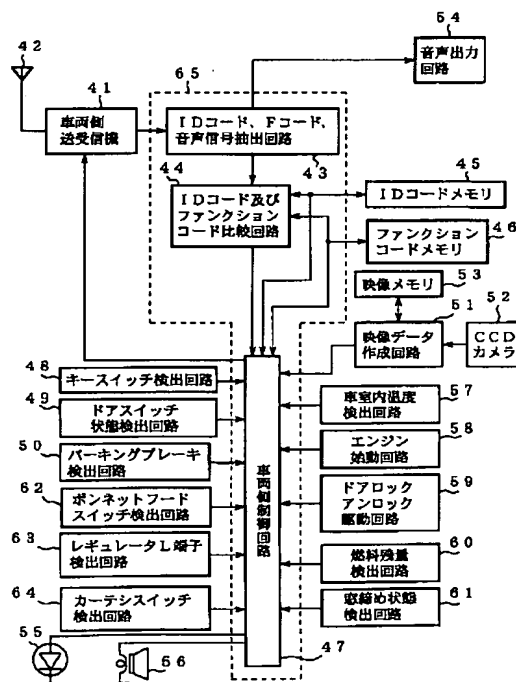 ５４
音声出力
回路
４２
６５
４１
車両側
送受信機
ＩＤコード、Ｆコード、
音声信号抽出回路
４３
４４
ＩＤコード及び
ファンクション
コード比較回路
４５
ＩＤコードメモリ
４６
ファンクション
コードメモリ
５３
映像メモリ
５１
映像データ
作成回路
５２
ＣＣＤ
カメラ
４８
キースイッチ検出回路
４９
ドアスイッチ
状態検出回路
５０
パーキングブレーキ
検出回路
６２
ボンネットフード
スイッチ検出回路
６３
レギュレータＬ端子
検出回路
６４
カーテシスイッチ
検出回路
５５
５６
車両側制御回路
４７
５７
車室内温度
検出回路
５８
エンジン
始動回路
５９
ドアロック
アンロック
駆動回路
６０
燃料残量
検出回路
６１
窓締め状態
検出回路